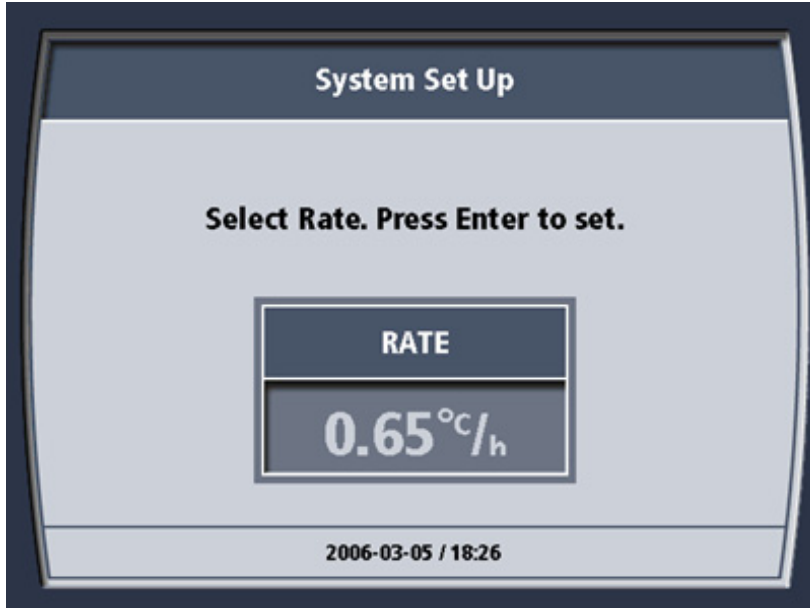 System Set Up
Select Rate. Press Enter to set.
RATE
0.65°C/h
2006-03-05 / 18:26